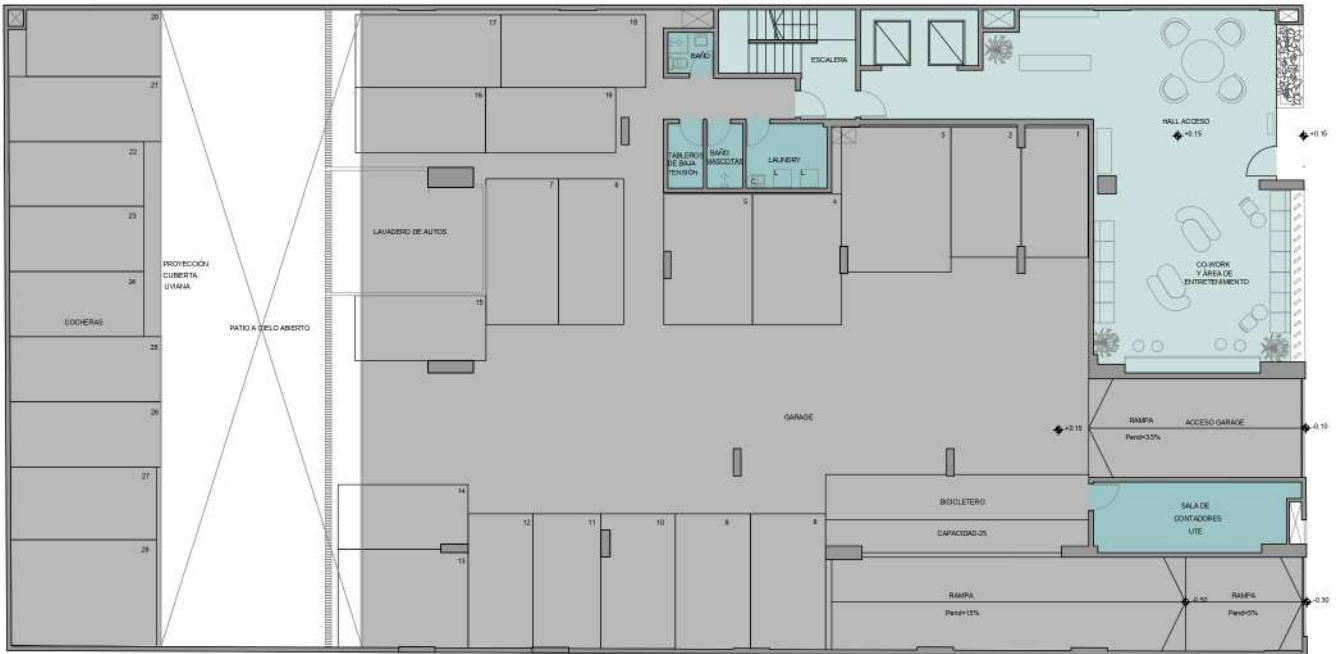 20
17
18
BAÑO
ESCALERA
21
16
19
HALL ACCESO
+0.15
+0.15
3
2
1
22
TABLEROS
DE BAJA
TENSIÓN
BAÑO
MASCOTAS
LAUNDRY
C
L
L
7
6
5
4
23
LAVADERO DE AUTOS
PROYECCIÓN
CUBIERTA
LIVIANA
24
CO-WORK
Y ÁREA DE
ENTRETENIMIENTO
15
COCHERAS
PATIO A CIELO ABIERTO
25
26
GARAGE
+0.15
RAMPA
ACCESO GARAGE
Pend=3.5%
-0.10
27
14
12
11
10
9
8
BICICLETERO
CAPACIDAD-25
SALA DE
CONTADORES
UTE
28
13
RAMPA
Pend=15%
-0.50
RAMPA
Pend=5%
-0.30